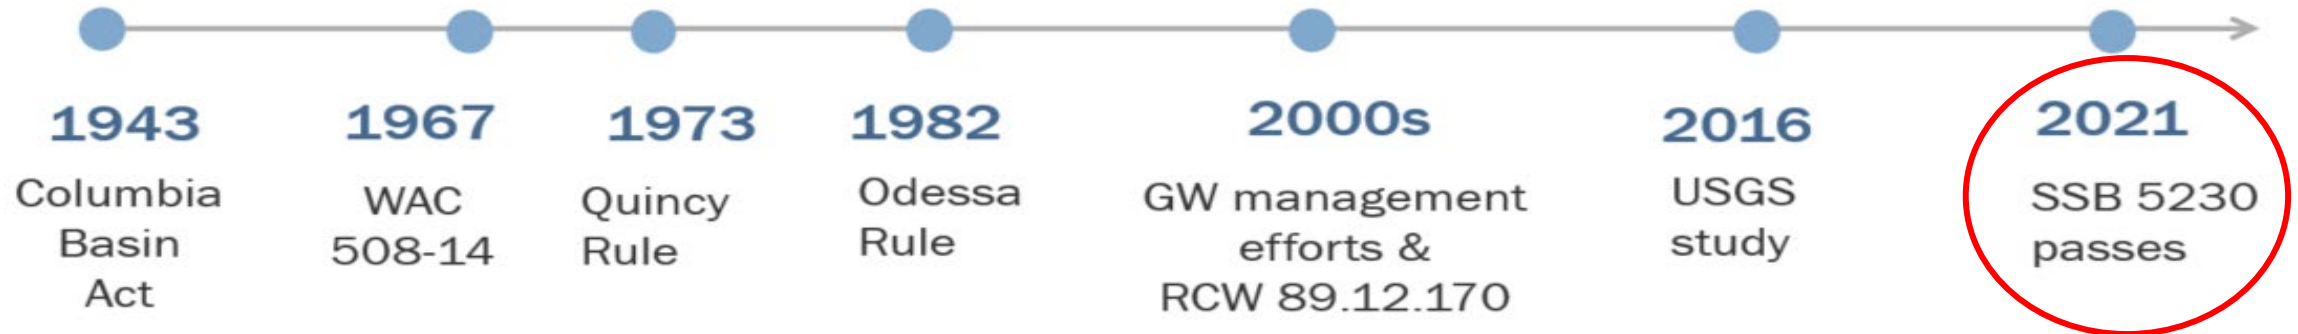 1943
Columbia
Basin
Act
1967
WAC
508-14
1973
Quincy
Rule
1982
Odessa
Rule
2000s
GW management
efforts &
RCW 89.12.170
2016
USGS
study
2021
SSB 5230
passes